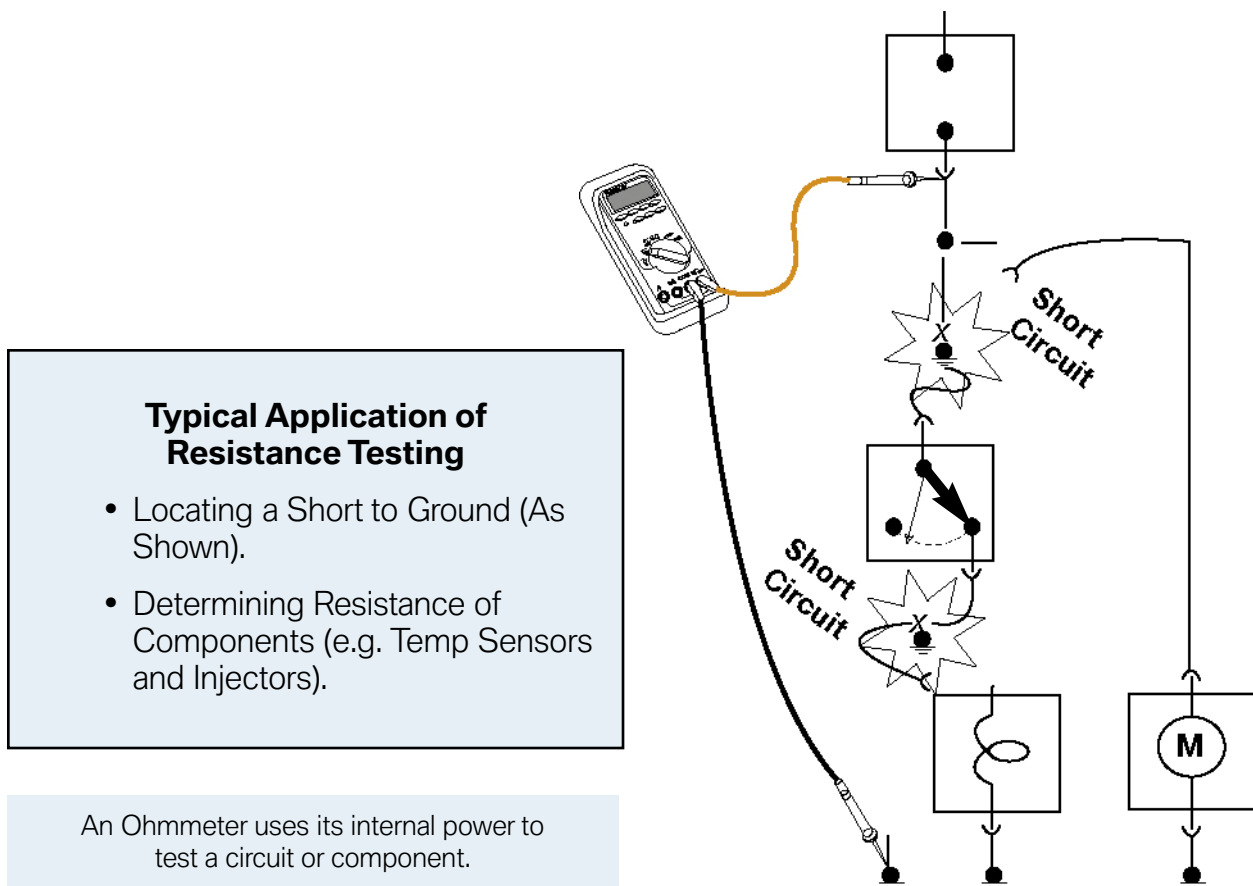 Short
Circuit
Typical Application of
Resistance Testing
• Locating a Short to Ground (As
Shown).
• Determining Resistance of
Components (e.g. Temp Sensors
and Injectors).
An Ohmmeter uses its internal power to
test a circuit or component.
X
Short
Circuit
X
M